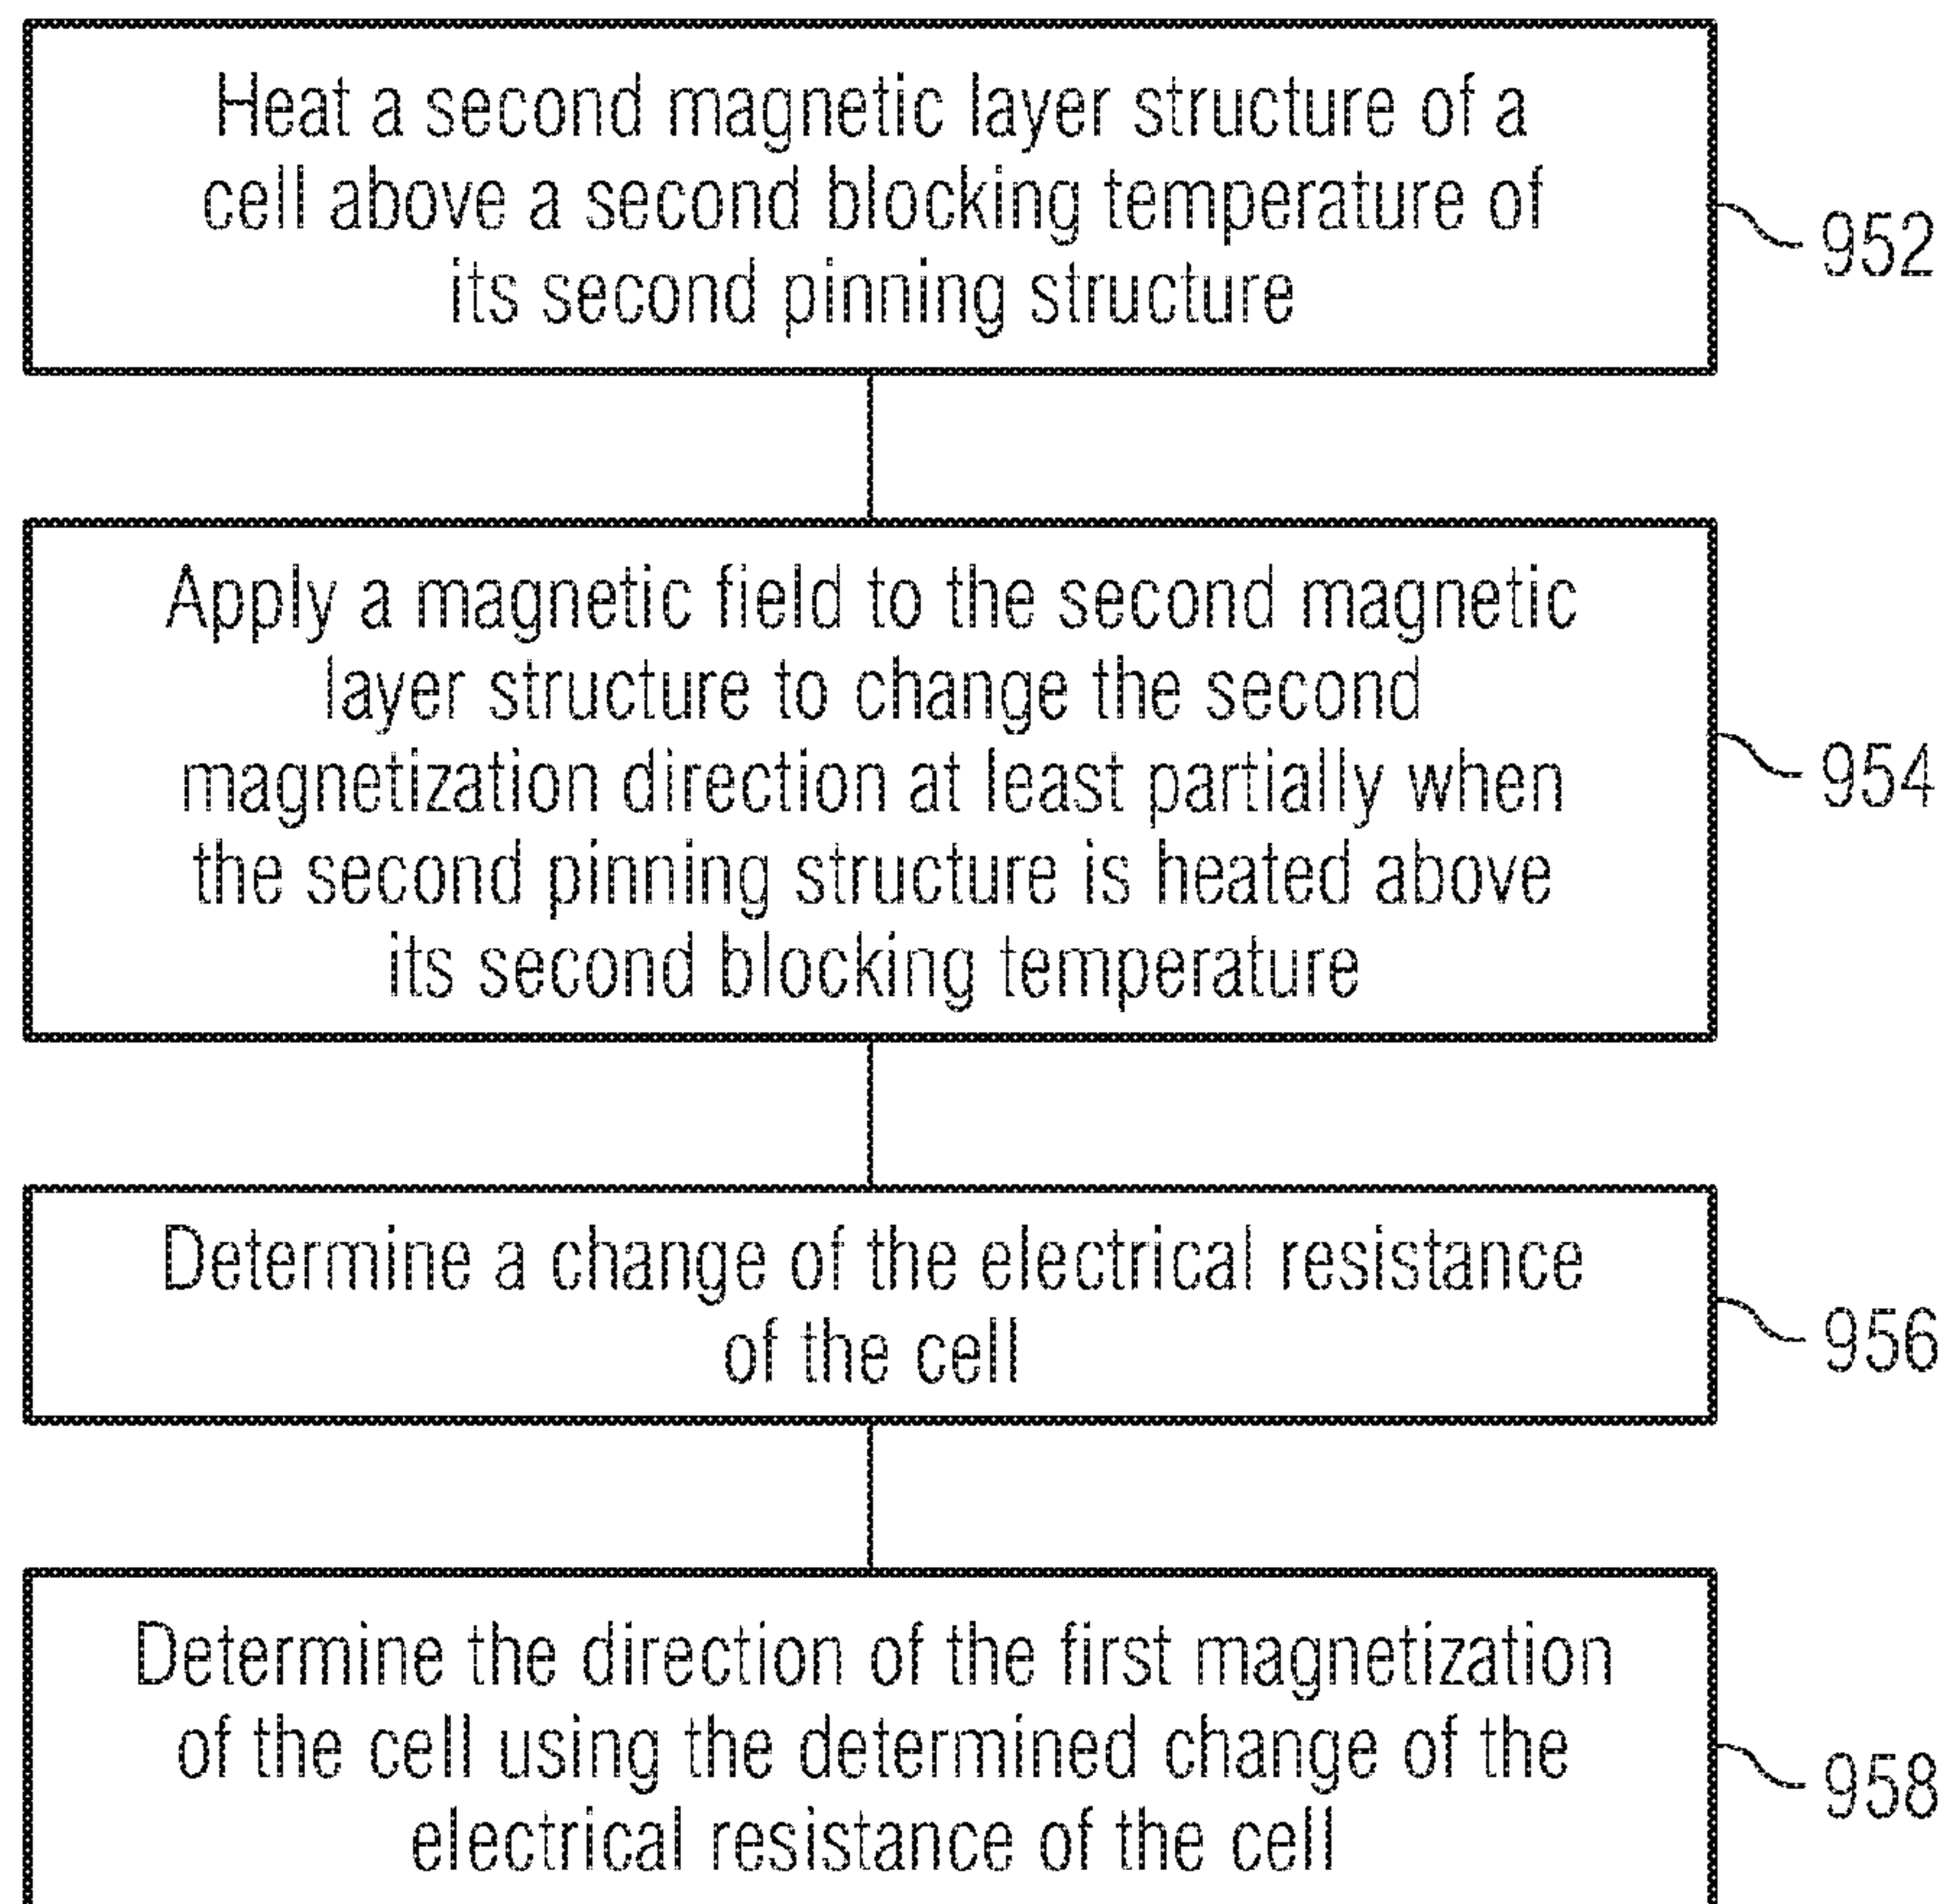 Heat a second magnetic layer structure of a
cell above a second blocking temperature of
its second pinning structure
952
Apply a magnetic field to the second magnetic
layer structure to change the second
magnetization direction at least partially when
the second pinning structure is heated above
its second blocking temperature
954
Determine a change of the electrical resistance
of the cell
956
Determine the direction of the first magnetization
of the cell using the determined change of the
electrical resistance of the cell
958